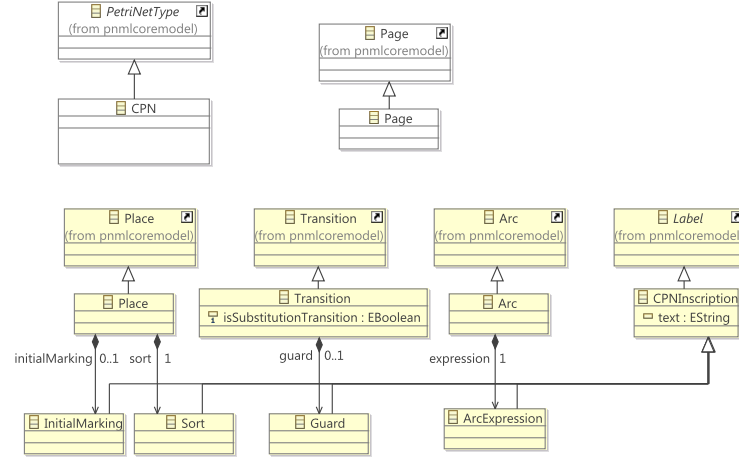 PetriNetType
(from pnmlcoremodel)
CPN
Page
(from pnmlcoremodel)
Page
Place
(from pnmlcoremodel)
Transition
(from pnmlcoremodel)
Arc
(from pnmlcoremodel)
Label
(from pnmlcoremodel)
Place
Transition
isSubstitutionTransition : EBoolean
Arc
CPNInscription
text : EString
initialMarking 0..1
sort 1
guard 0..1
expression 1
InitialMarking
Sort
Guard
ArcExpression